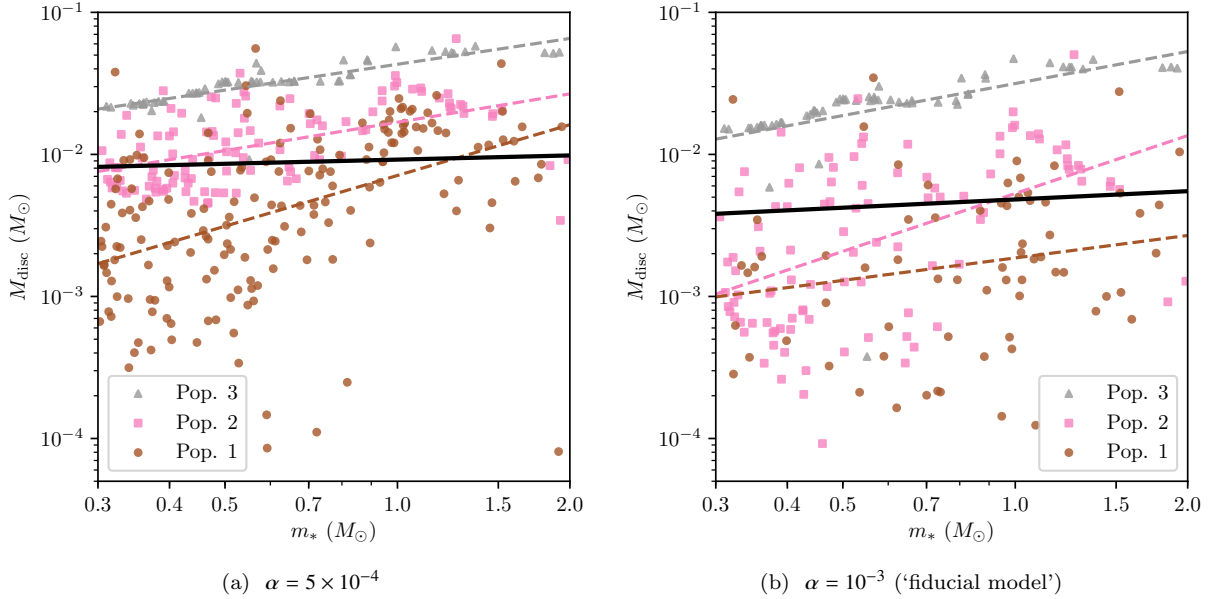 10⁻¹
10⁻²
10⁻³
10⁻⁴
M_disc (M_⊙)
Pop. 3
Pop. 2
Pop. 1
0.3 0.4 0.5 0.7 1.0 1.5 2.0
m_* (M_⊙)
(a) α = 5 × 10⁻⁴
10⁻¹
10⁻²
10⁻³
10⁻⁴
M_disc (M_⊙)
Pop. 3
Pop. 2
Pop. 1
0.3 0.4 0.5 0.7 1.0 1.5 2.0
m_* (M_⊙)
(b) α = 10⁻³ (‘fiducial model’)